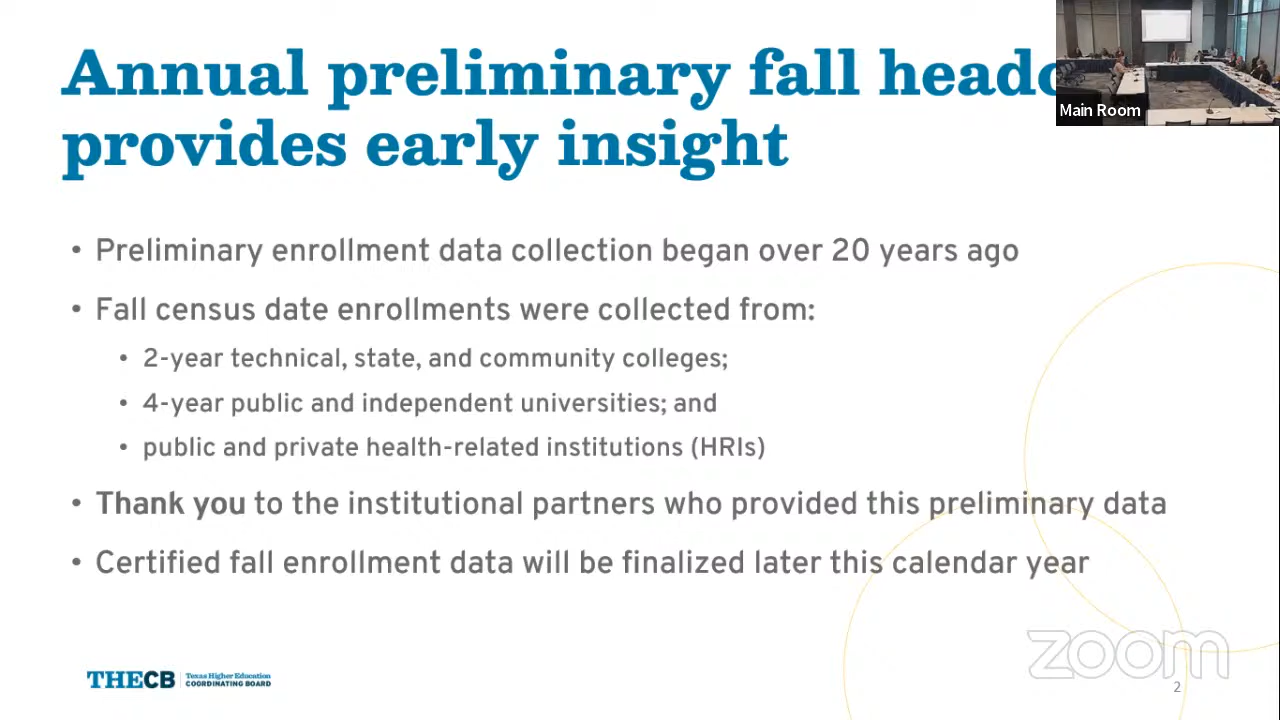 Annual preliminary fall headc
provides early insight
Main Room
• Preliminary enrollment data collection began over 20 years ago
• Fall census date enrollments were collected from:
• 2-year technical, state, and community colleges;
• 4-year public and independent universities; and
• public and private health-related institutions (HRIs)
• Thank you to the institutional partners who provided this preliminary data
• Certified fall enrollment data will be finalized later this calendar year
THECB
Texas Higher Education
COORDINATING BOARD
zoom
2